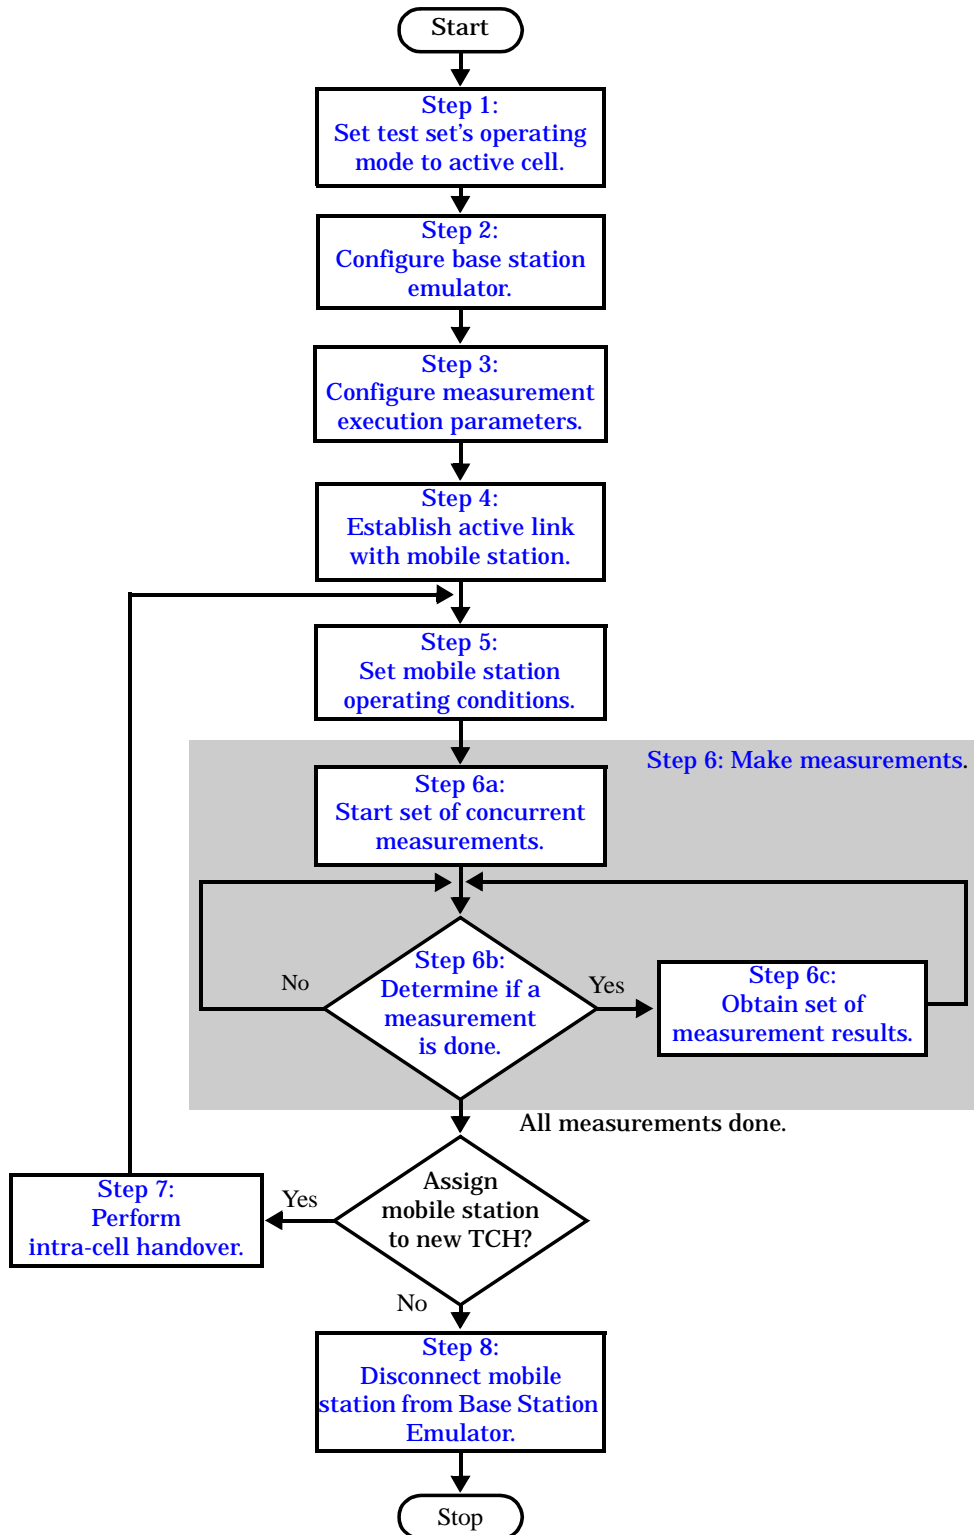 Start
Step 1:
Set test set's operating
mode to active cell.
Step 2:
Configure base station
emulator.
Step 3:
Configure measurement
execution parameters.
Step 4:
Establish active link
with mobile station.
Step 5:
Set mobile station
operating conditions.
Step 6: Make measurements.
Step 6a:
Start set of concurrent
measurements.
Step 6b:
Determine if a
measurement
is done.
No
Yes
Step 6c:
Obtain set of
measurement results.
All measurements done.
Assign
mobile station
to new TCH?
Yes
Step 7:
Perform
intra-cell handover.
No
Step 8:
Disconnect mobile
station from Base Station
Emulator.
Stop